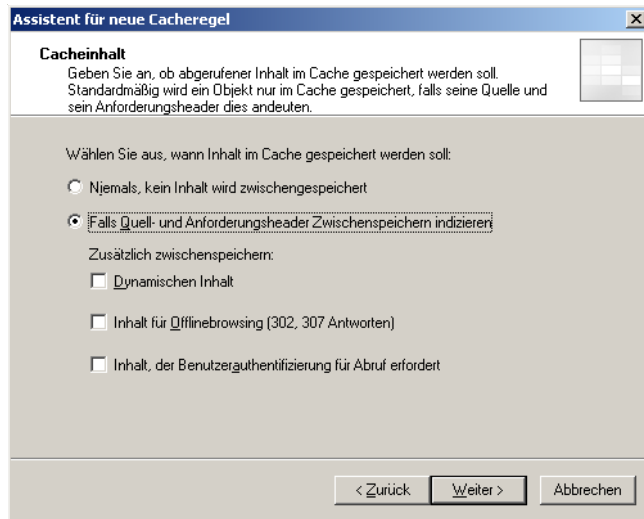 Assistent für neue Cacheregel
Cacheinhalt
Geben Sie an, ob abgerufener Inhalt im Cache gespeichert werden soll.
Standardmäßig wird ein Objekt nur im Cache gespeichert, falls seine Quelle und
sein Anforderungsheader dies andeuten.
Wählen Sie aus, wann Inhalt im Cache gespeichert werden soll:
Niemals, kein Inhalt wird zwischengespeichert
Falls Quell- und Anforderungsheader Zwischenspeichern indizieren
Zusätzlich zwischenspeichern:
Dynamischen Inhalt
Inhalt für Offlinebrowsing (302, 307 Antworten)
Inhalt, der Benutzerauthentifizierung für Abruf erfordert
< Zurück
Weiter >
Abbrechen